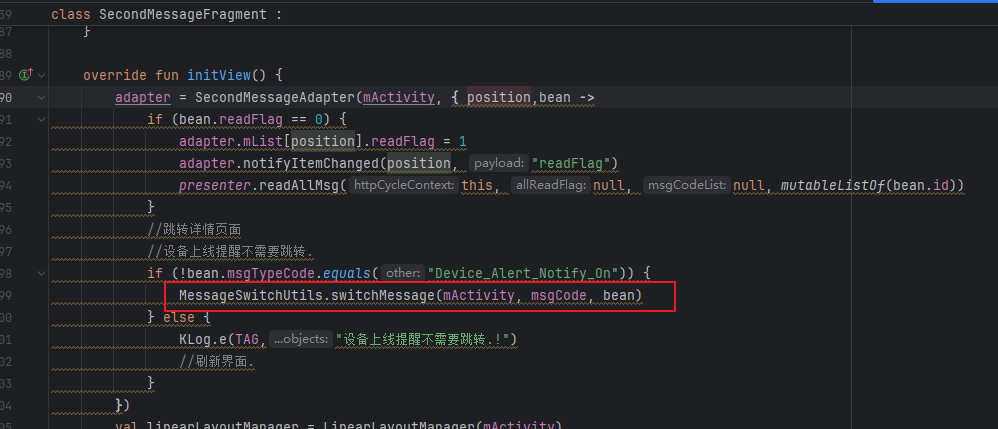 39 class SecondMessageFragment :
87 }
88
89 override fun initView() {
90 adapter = SecondMessageAdapter(mActivity, { position,bean ->
91 if (bean.readFlag == 0) {
92 adapter.mList[position].readFlag = 1
93 adapter.notifyItemChanged(position, payload: "readFlag")
94 presenter.readAllMsg( httpCycleContext: this, allReadFlag: null, msgCodeList: null, mutableListOf(bean.id))
95 }
96 //跳转详情页面
97 //设备上线提醒不需要跳转.
98 if (!bean.msgTypeCode.equals( other: "Device_Alert_Notify_On")) {
99 MessageSwitchUtils.switchMessage(mActivity, msgCode, bean)
00 } else {
01 KLog.e(TAG, ...objects: "设备上线提醒不需要跳转.!")
02 //刷新界面.
03 }
04 })
05 val linearLayoutManager = LinearLayoutManager(mActivity)